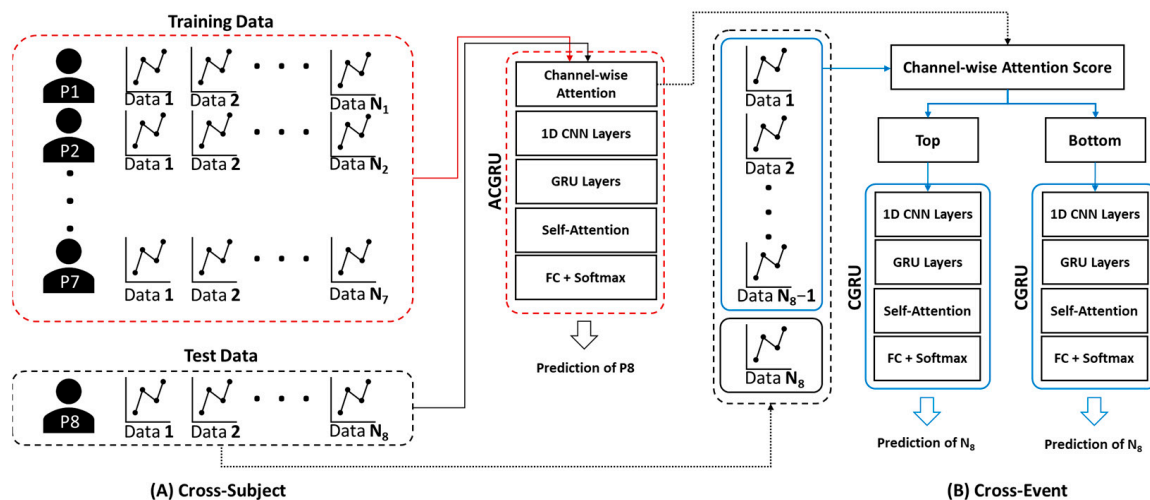 Training Data
P1
Data 1
Data 2
Data N₁
P2
Data 1
Data 2
Data N₂
P7
Data 1
Data 2
Data N₇
Test Data
P8
Data 1
Data 2
Data N₈
(A) Cross-Subject
ACGRU
Channel-wise
Attention
1D CNN Layers
GRU Layers
Self-Attention
FC + Softmax
Prediction of P8
Data 1
Data 2
Data N₈−1
Data N₈
Channel-wise Attention Score
Top
Bottom
CGRU
1D CNN Layers
GRU Layers
Self-Attention
FC + Softmax
Prediction of N₈
CGRU
1D CNN Layers
GRU Layers
Self-Attention
FC + Softmax
Prediction of N₈
(B) Cross-Event